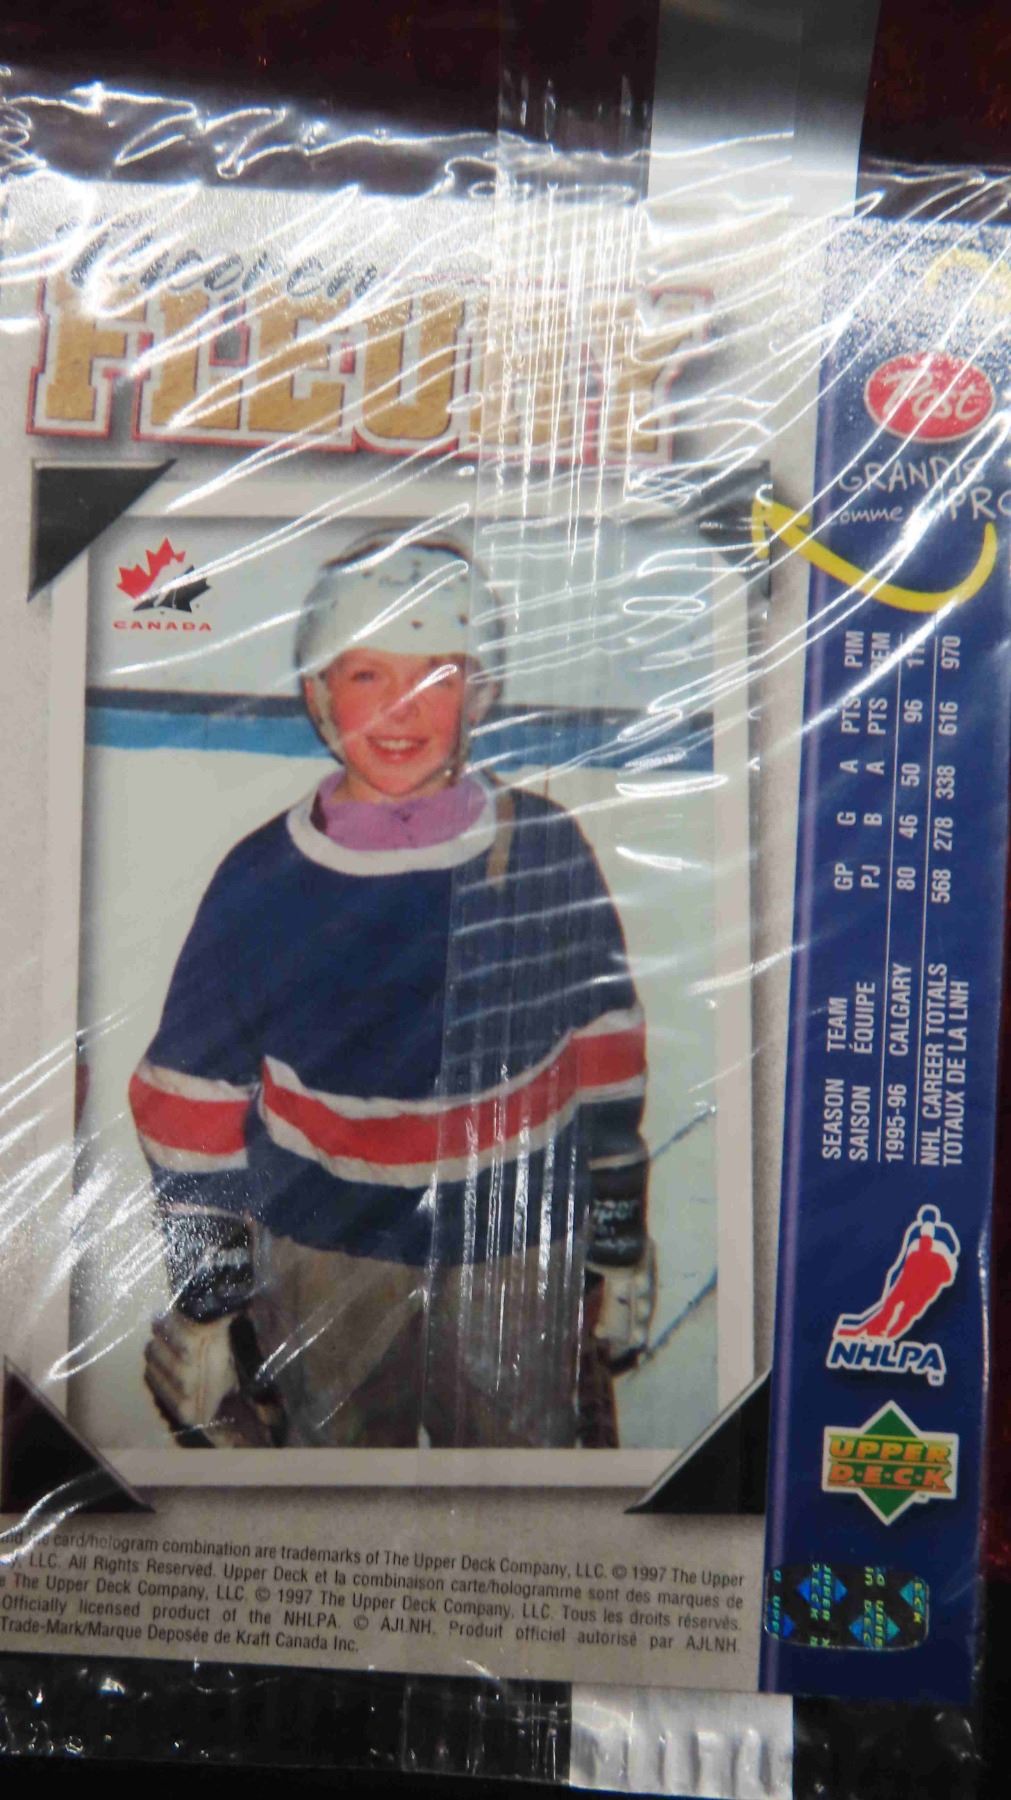 FLEURY
Post
GRANDIS
comme PRO
CANADA
SEASON TEAM GP G A PTS PIM
SAISON ÉQUIPE PJ B A PTS PEM
1995-96 CALGARY 80 46 50 96
NHL CAREER TOTALS 568 278 338 616 970
TOTAUX DE LA LNH
NHLPA
UPPER
D·E·C·K
card/hologram combination are trademarks of The Upper Deck Company, LLC. © 1997 The Upper
LLC. All Rights Reserved. Upper Deck et la combinaison carte/hologramme sont des marques de
The Upper Deck Company, LLC. © 1997 The Upper Deck Company, LLC. Tous les droits réservés.
Officially licensed product of the NHLPA. © AJLNH. Produit officiel autorisé par AJLNH.
Trade-Mark/Marque Deposée de Kraft Canada Inc.